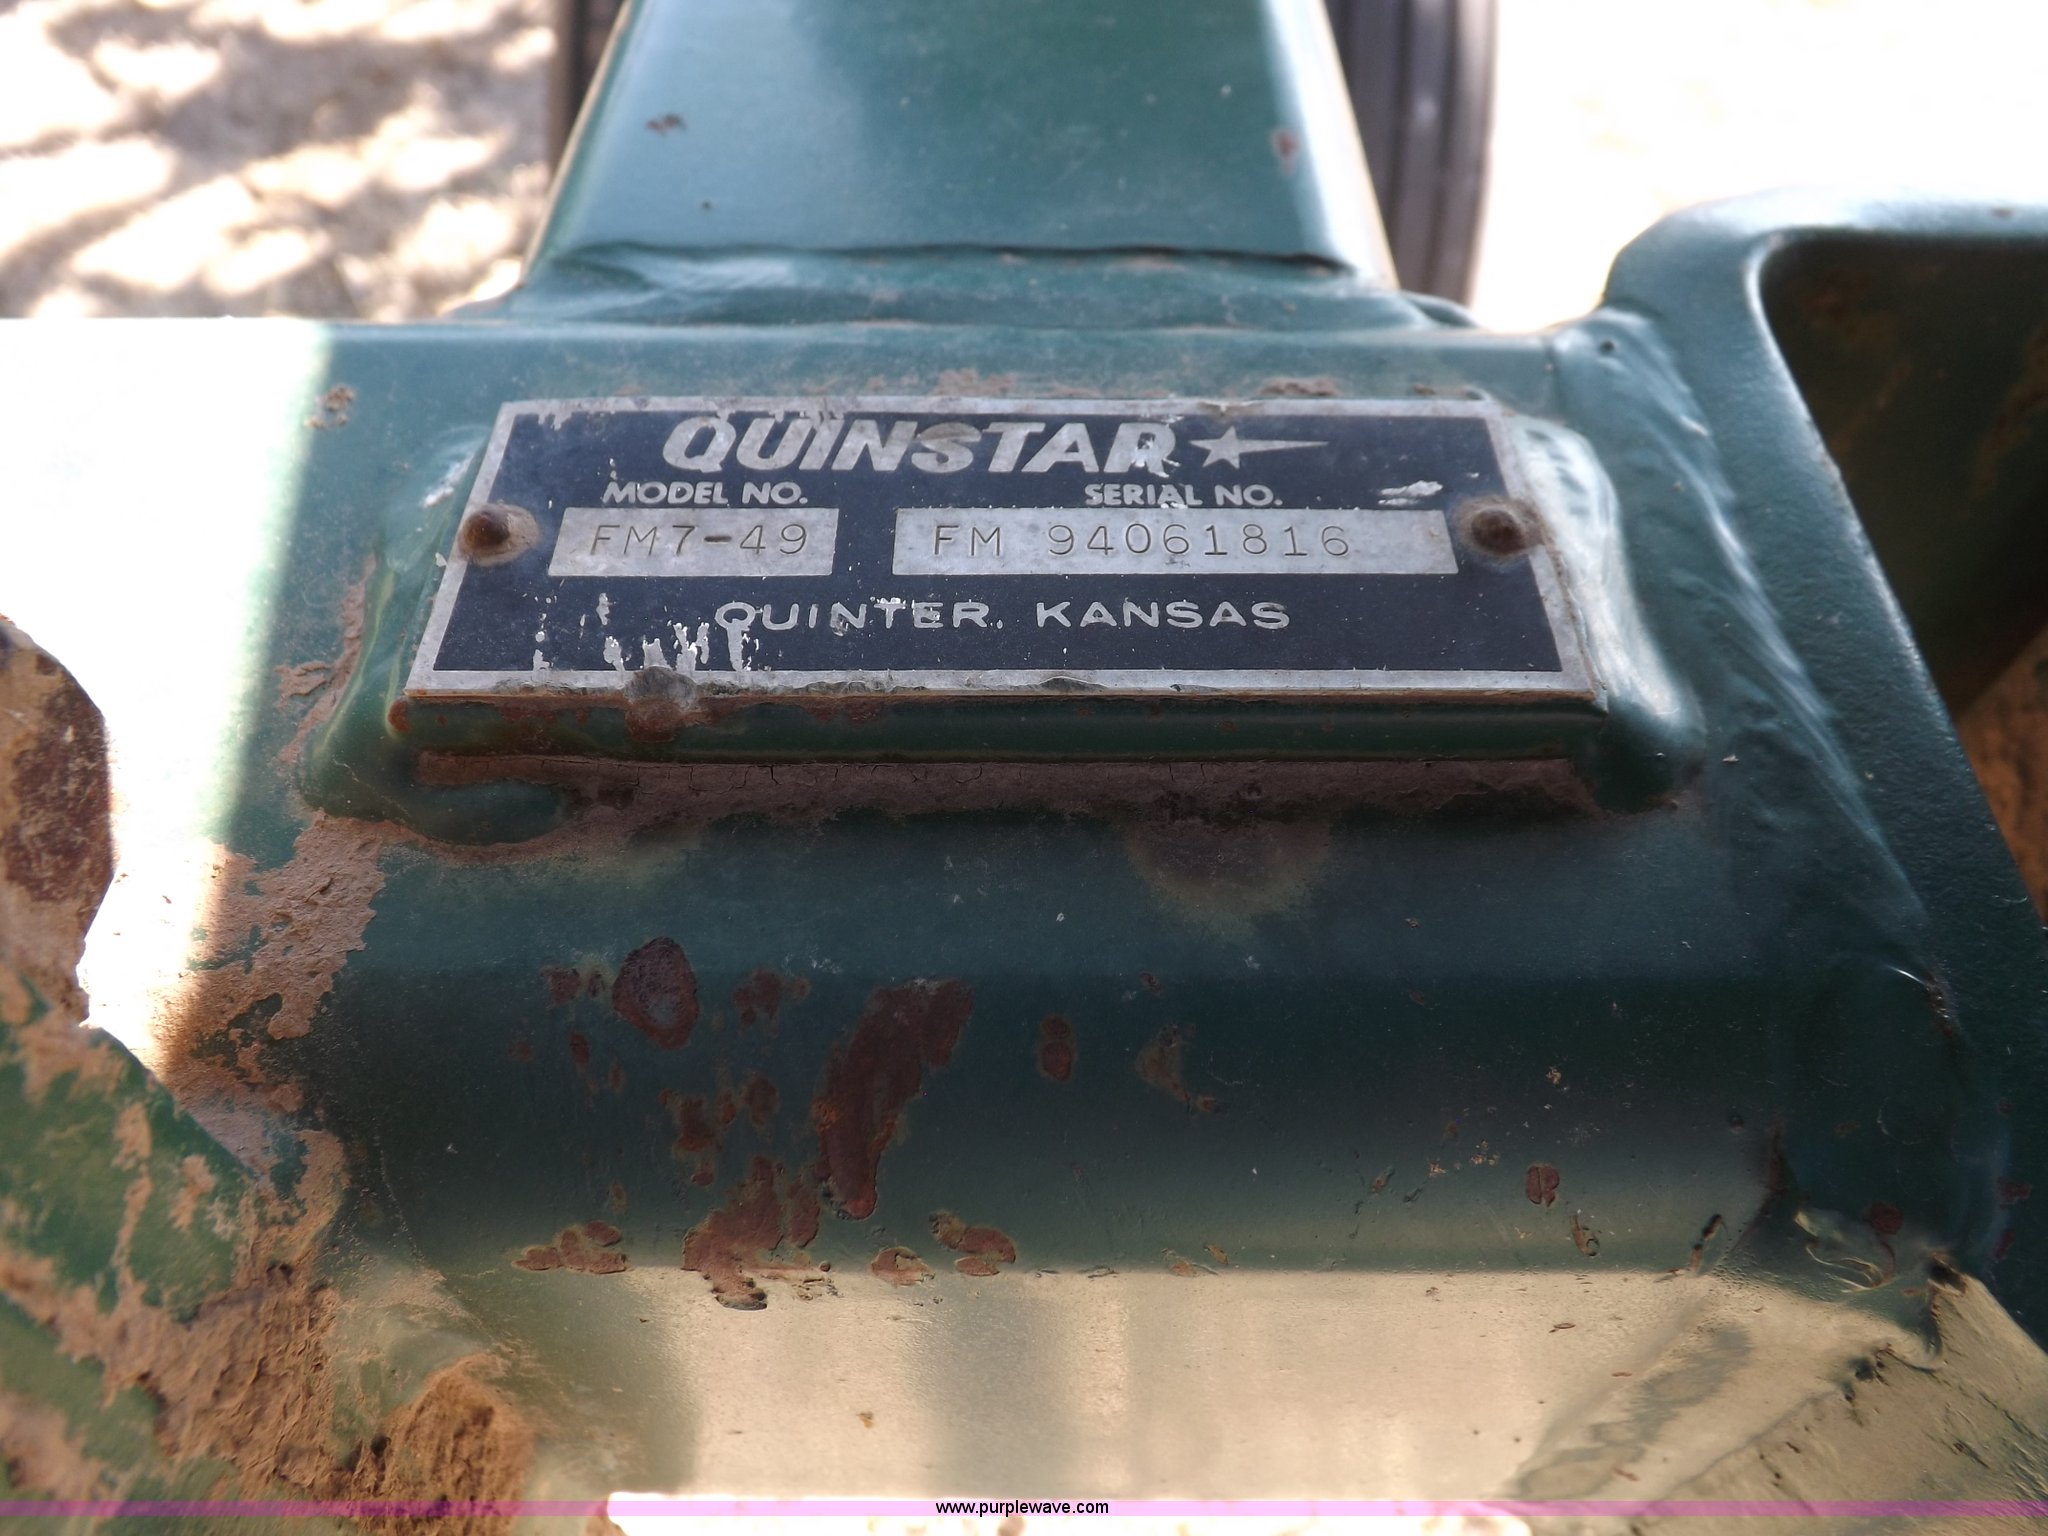 QUINSTAR
MODEL NO. SERIAL NO.
FM7-49 FM 94061816
QUINTER, KANSAS
www.purplewave.com